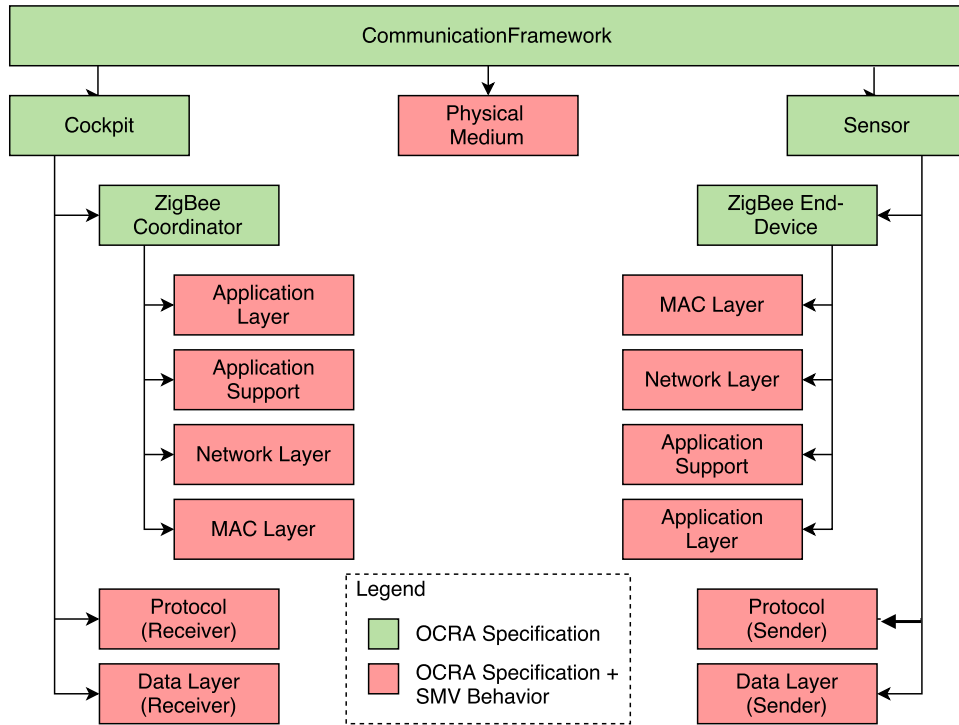 CommunicationFramework
Cockpit
Physical
Medium
Sensor
ZigBee
Coordinator
ZigBee End-
Device
Application
Layer
MAC Layer
Application
Support
Network Layer
Network Layer
Application
Support
MAC Layer
Application
Layer
Protocol
(Receiver)
Data Layer
(Receiver)
Legend
OCRA Specification
OCRA Specification +
SMV Behavior
Protocol
(Sender)
Data Layer
(Sender)